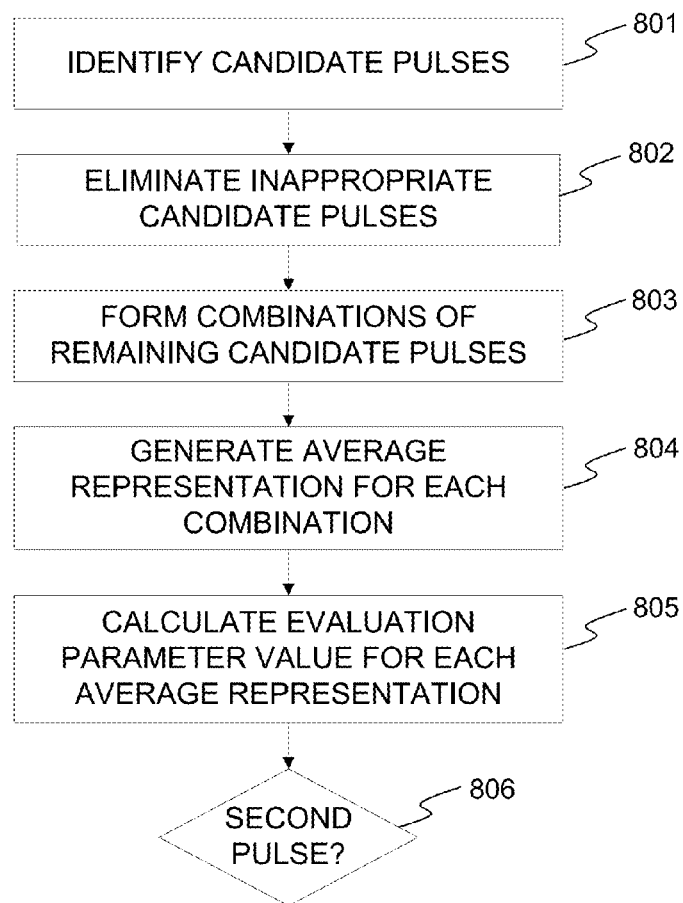 801
IDENTIFY CANDIDATE PULSES
802
ELIMINATE INAPPROPRIATE
CANDIDATE PULSES
803
FORM COMBINATIONS OF
REMAINING CANDIDATE PULSES
804
GENERATE AVERAGE
REPRESENTATION FOR EACH
COMBINATION
805
CALCULATE EVALUATION
PARAMETER VALUE FOR EACH
AVERAGE REPRESENTATION
806
SECOND
PULSE?